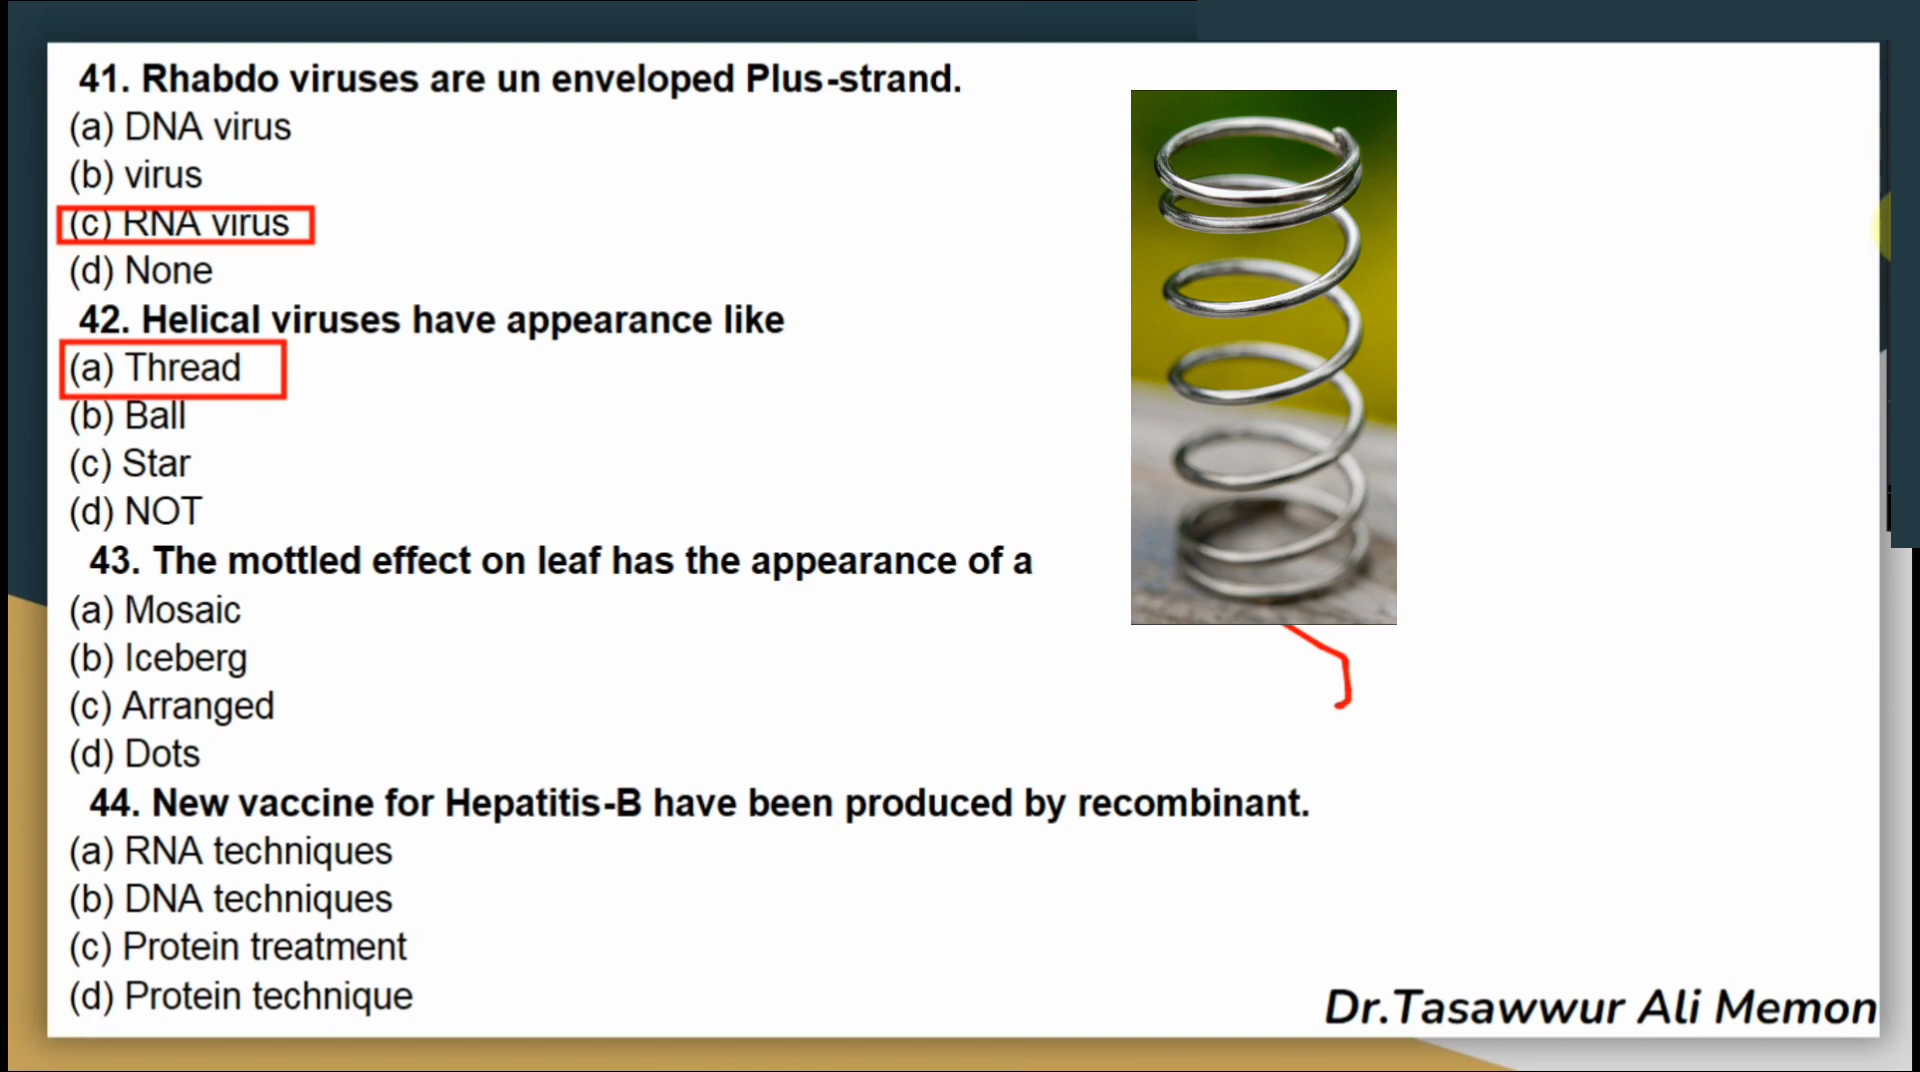 41. Rhabdo viruses are un enveloped Plus-strand.
(a) DNA virus
(b) virus
(c) RNA virus
(d) None
42. Helical viruses have appearance like
(a) Thread
(b) Ball
(c) Star
(d) NOT
43. The mottled effect on leaf has the appearance of a
(a) Mosaic
(b) Iceberg
(c) Arranged
(d) Dots
44. New vaccine for Hepatitis-B have been produced by recombinant.
(a) RNA techniques
(b) DNA techniques
(c) Protein treatment
(d) Protein technique
Dr.Tasawwur Ali Memon